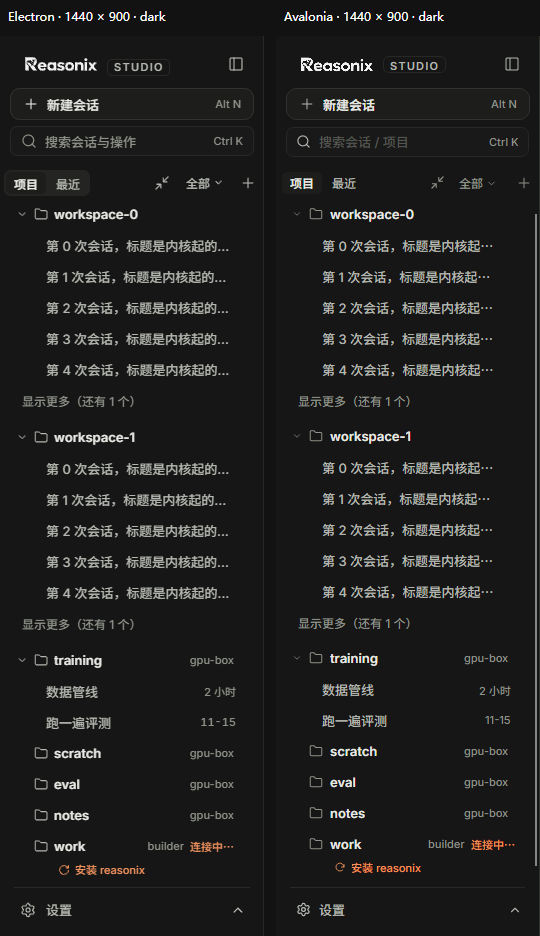 Electron · 1440 × 900 · dark
Reasonix STUDIO
+ 新建会话 Alt N
搜索会话与操作 Ctrl K
项目 最近 全部 +
workspace-0
第 0 次会话，标题是内核起的...
第 1 次会话，标题是内核起的...
第 2 次会话，标题是内核起的...
第 3 次会话，标题是内核起的...
第 4 次会话，标题是内核起的...
显示更多（还有 1 个）
workspace-1
第 0 次会话，标题是内核起的...
第 1 次会话，标题是内核起的...
第 2 次会话，标题是内核起的...
第 3 次会话，标题是内核起的...
第 4 次会话，标题是内核起的...
显示更多（还有 1 个）
training gpu-box
数据管线 2 小时
跑一遍评测 11-15
scratch gpu-box
eval gpu-box
notes gpu-box
work builder 连接中···
安装 reasonix
设置
Avalonia · 1440 × 900 · dark
Reasonix STUDIO
+ 新建会话 Alt N
搜索会话 / 项目 Ctrl K
项目 最近 全部 +
workspace-0
第 0 次会话，标题是内核起···
第 1 次会话，标题是内核起···
第 2 次会话，标题是内核起···
第 3 次会话，标题是内核起···
第 4 次会话，标题是内核起···
显示更多（还有 1 个）
workspace-1
第 0 次会话，标题是内核起···
第 1 次会话，标题是内核起···
第 2 次会话，标题是内核起···
第 3 次会话，标题是内核起···
第 4 次会话，标题是内核起···
显示更多（还有 1 个）
training gpu-box
数据管线 2 小时
跑一遍评测 11-15
scratch gpu-box
eval gpu-box
notes gpu-box
work builder 连接中···
安装 reasonix
设置